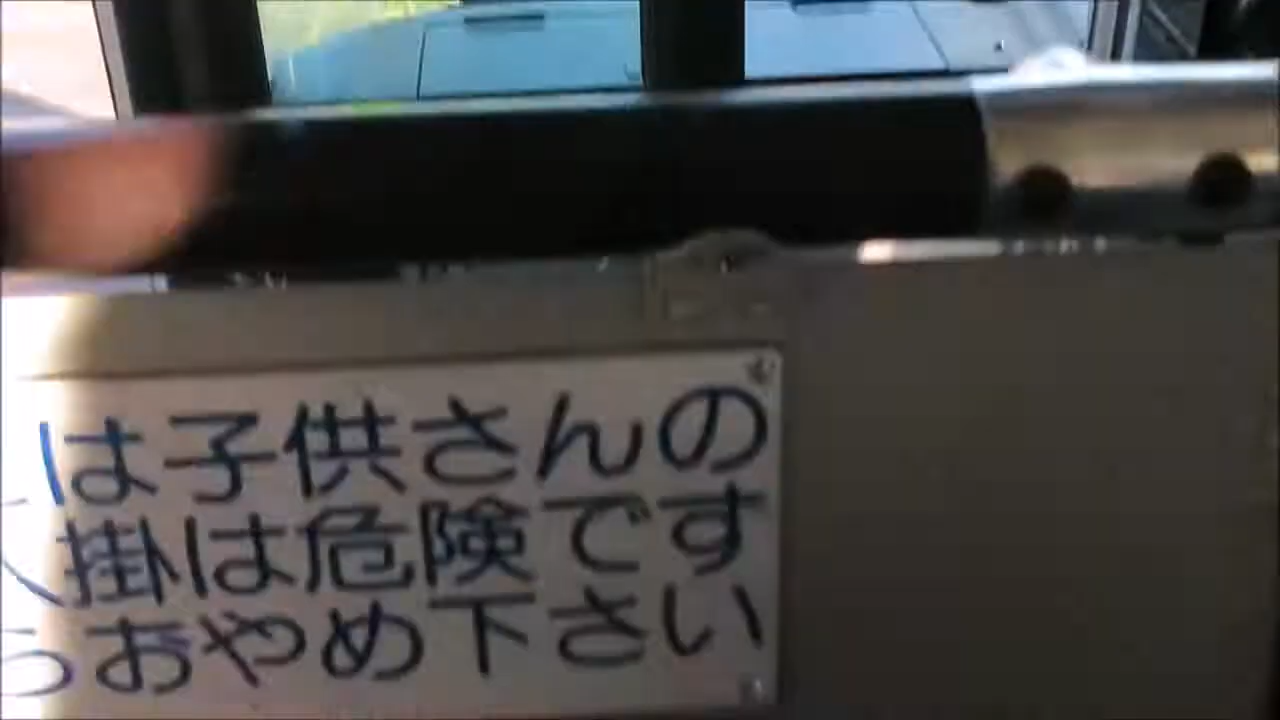 は子供さんの
掛は危険です
おやめ下さい